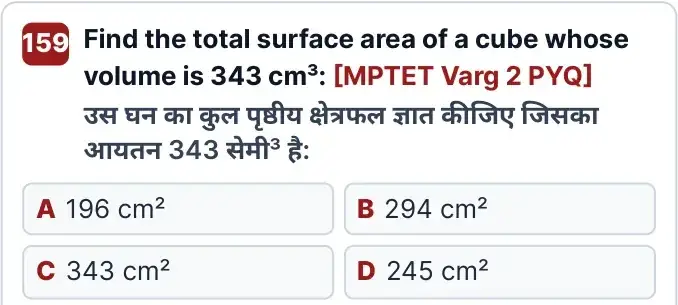 159 Find the total surface area of a cube whose
volume is 343 cm³: [MPTET Varg 2 PYQ]
उस घन का कुल पृष्ठीय क्षेत्रफल ज्ञात कीजिए जिसका
आयतन 343 सेमी³ है:
A 196 cm² B 294 cm²
C 343 cm² D 245 cm²